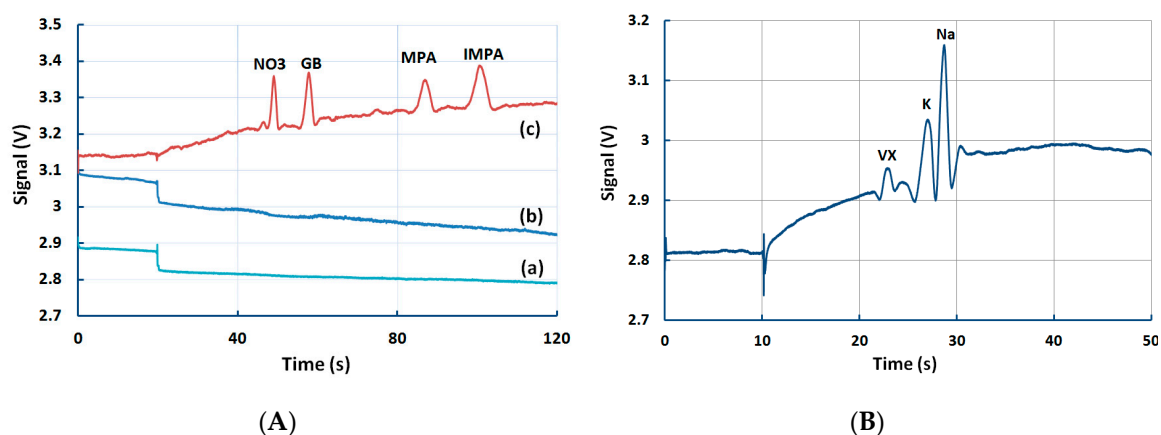 3.5
3.4
3.3
3.2
3.1
3
2.9
2.8
2.7
Signal (V)
NO3 GB MPA IMPA
(c)
(b)
(a)
0 40 80 120
Time (s)
(A)
B)
3.2
3.1
3
2.9
2.8
2.7
Signal (V)
VX
K
Na
0 10 20 30 40 50
Time (s)
(B)